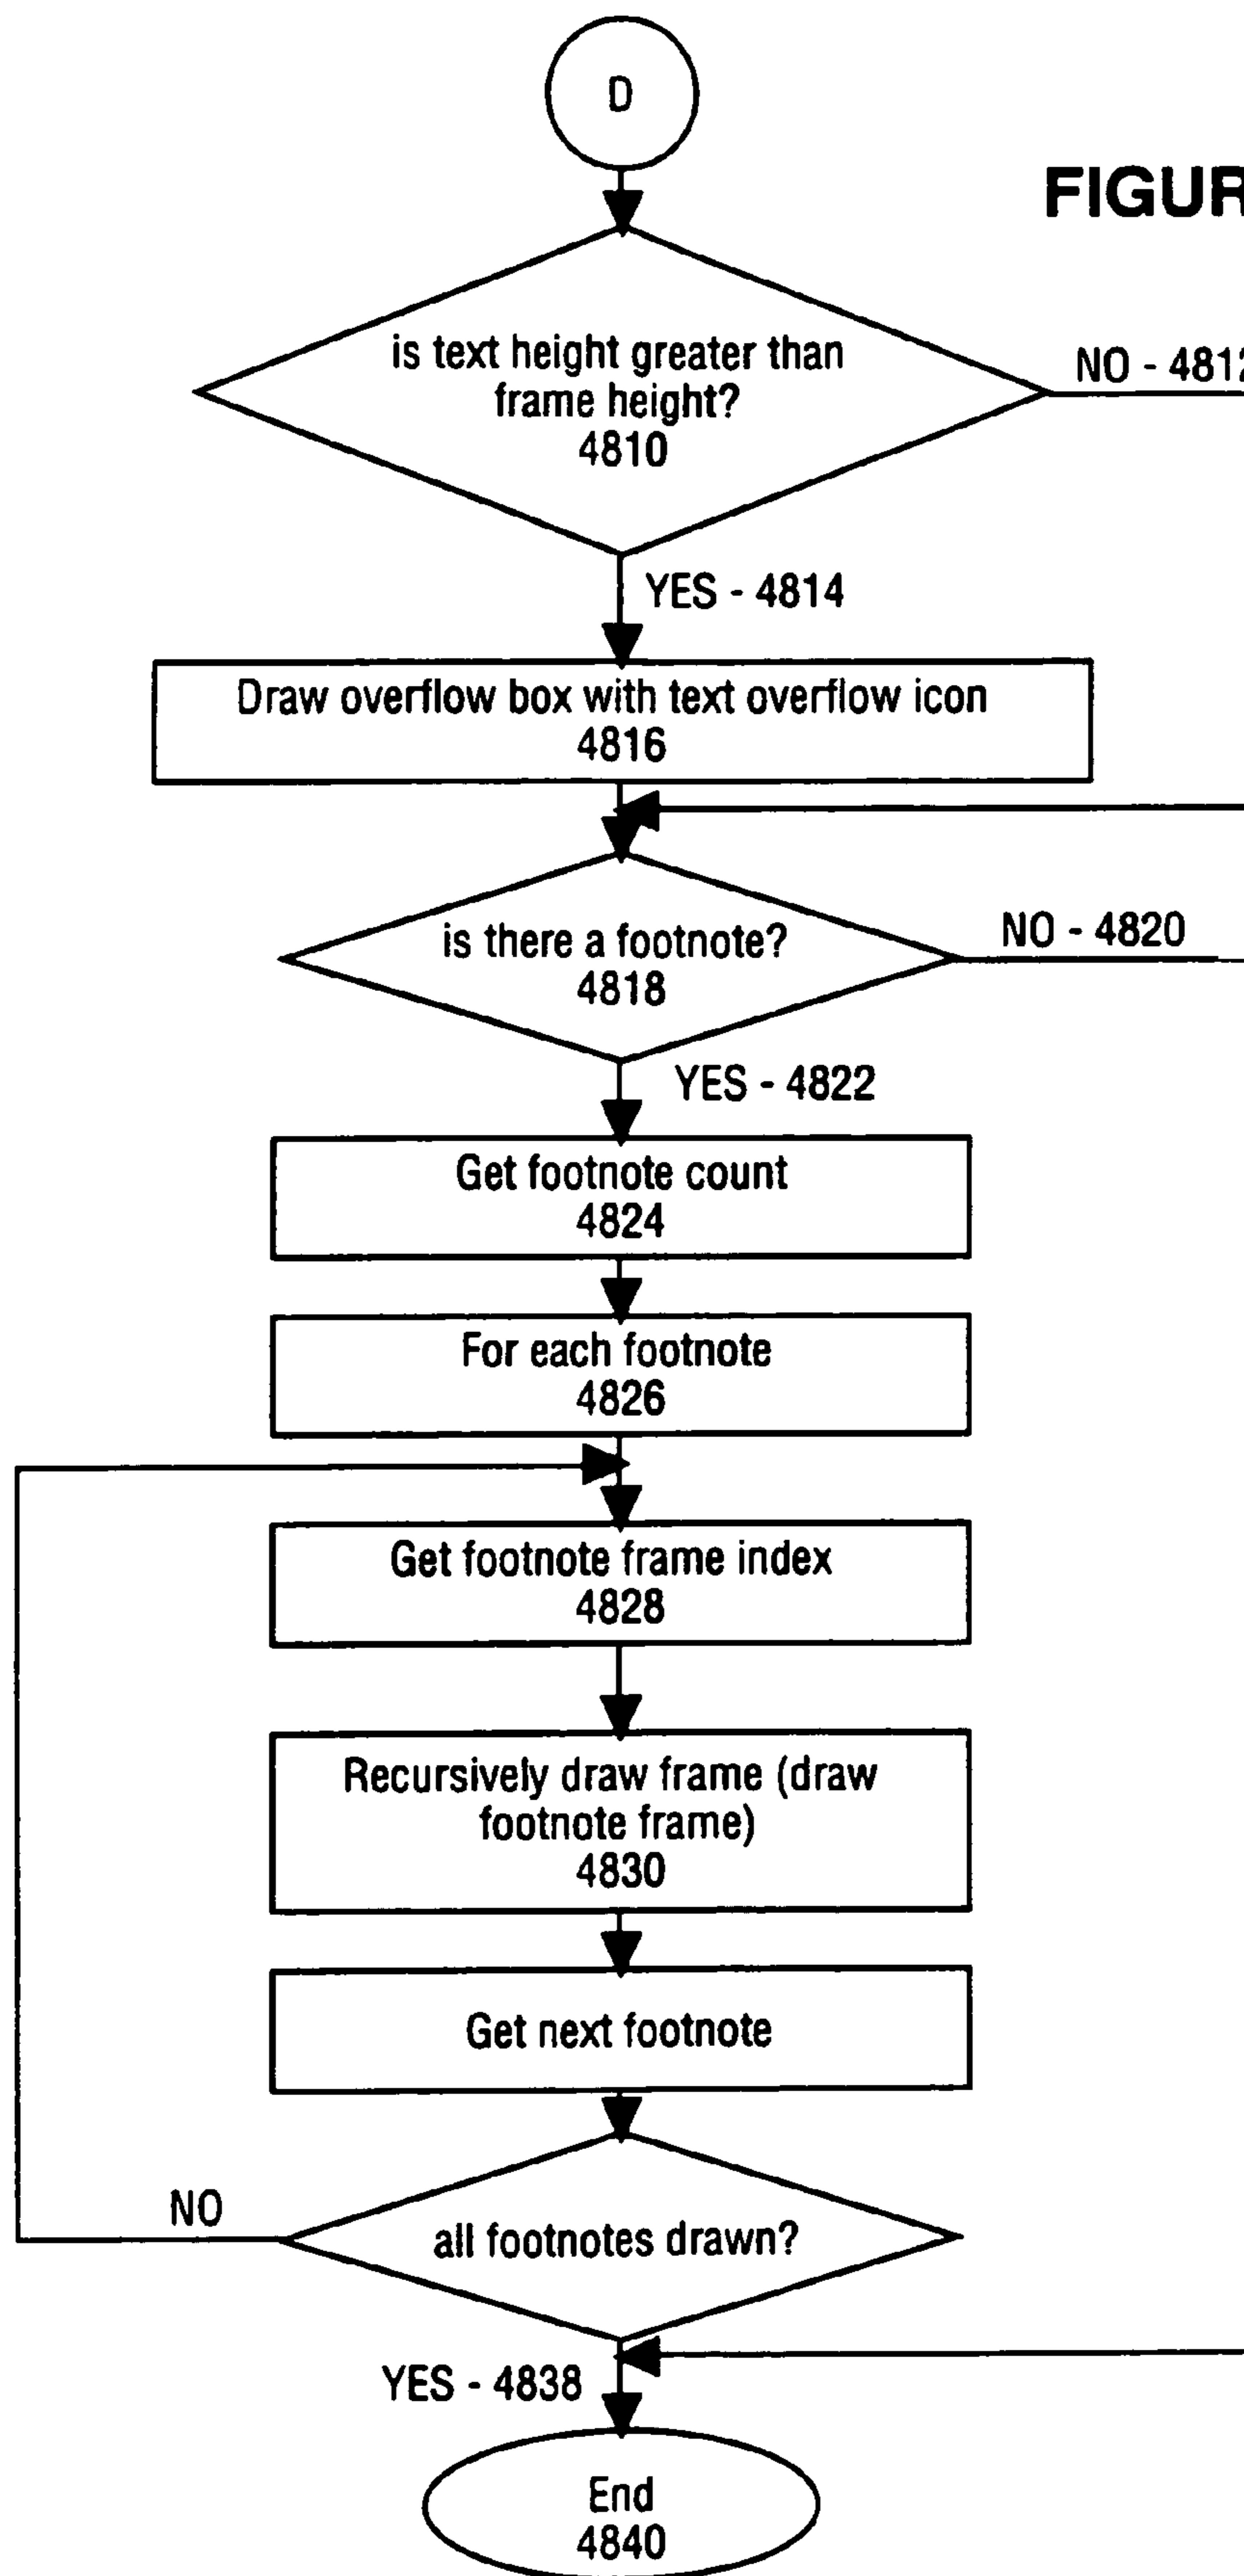 D
FIGUR
is text height greater than
frame height?
4810
NO - 4812
YES - 4814
Draw overflow box with text overflow icon
4816
is there a footnote?
4818
NO - 4820
YES - 4822
Get footnote count
4824
For each footnote
4826
Get footnote frame index
4828
Recursively draw frame (draw
footnote frame)
4830
Get next footnote
all footnotes drawn?
NO
YES - 4838
End
4840